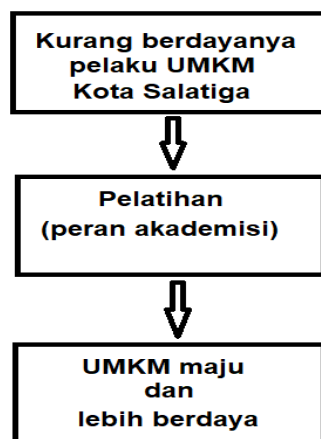 Kurang berdayanya
pelaku UMKM
Kota Salatiga
Pelatihan
(peran akademisi)
UMKM maju
dan
lebih berdaya